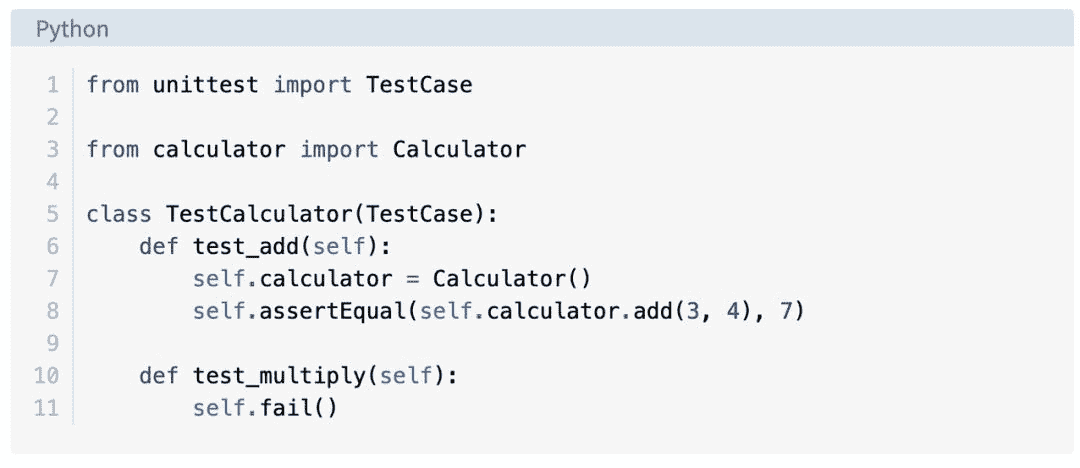 Python
1 from unittest import TestCase
2
3 from calculator import Calculator
4
5 class TestCalculator(TestCase):
6     def test_add(self):
7         self.calculator = Calculator()
8         self.assertEqual(self.calculator.add(3, 4), 7)
9
10     def test_multiply(self):
11         self.fail()